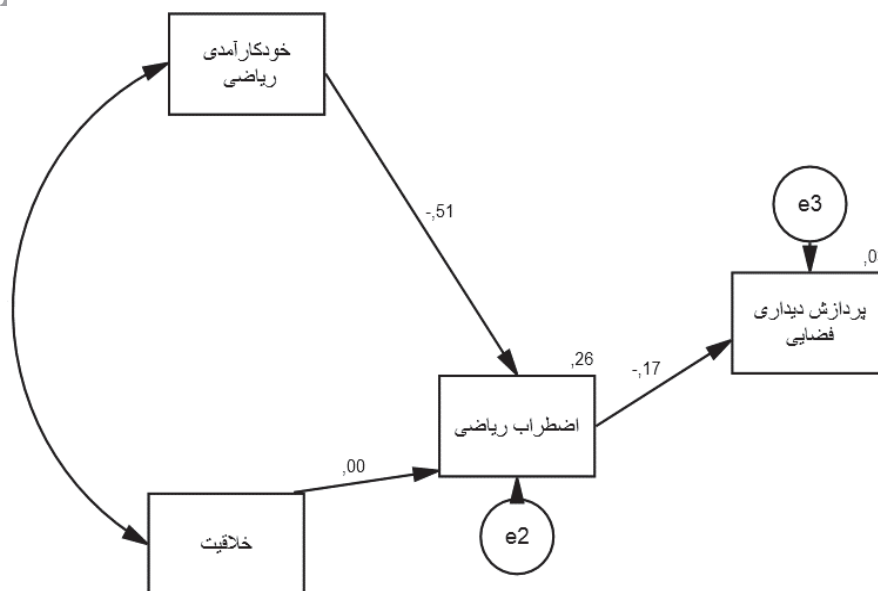 خودکارآمدی
ریاضی
-,51
e3
,0
پردازش دیداری
فضایی
,26
-,17
اضطراب ریاضی
,00
e2
خلاقیت